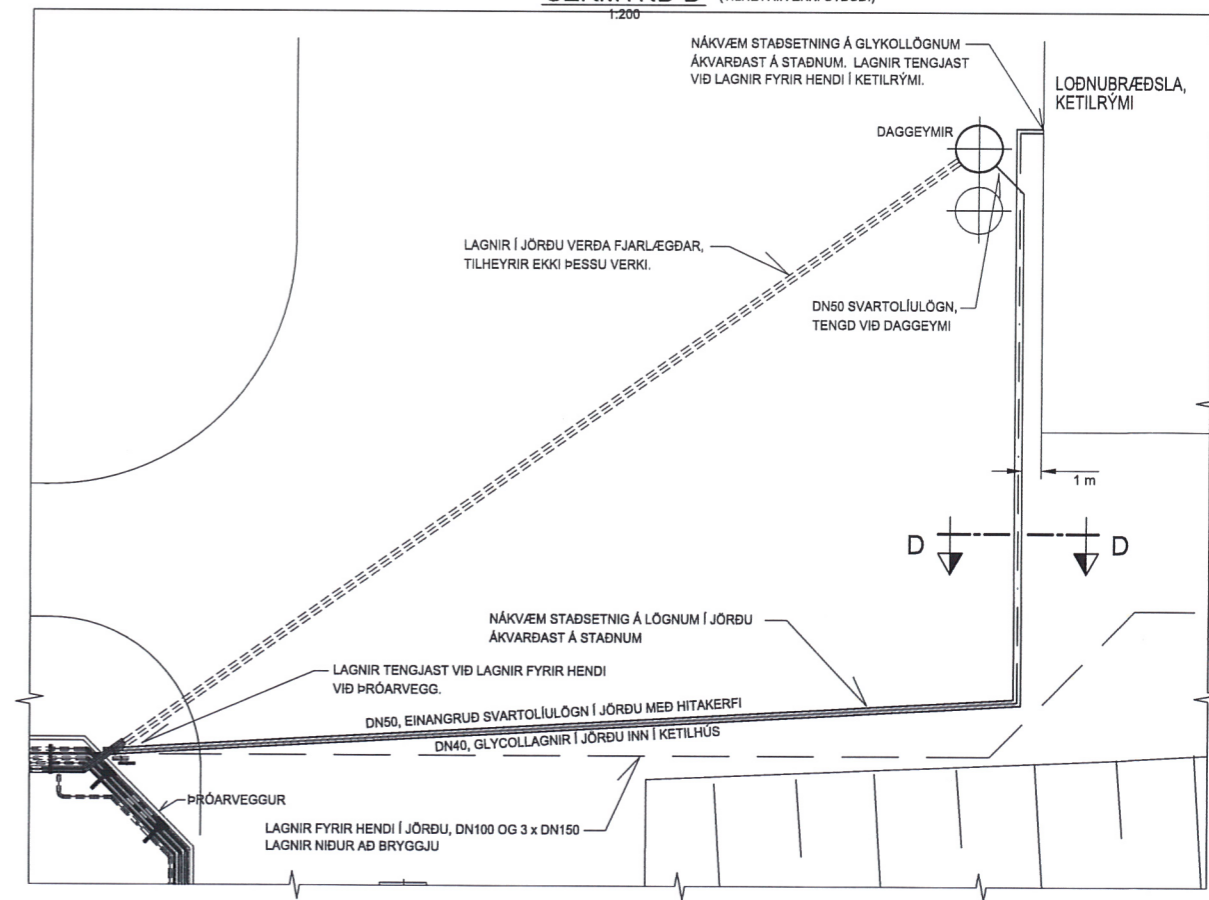 1:200
NÁKVÆM STAÐSETNING Á GLYKOLLÖGNUM
ÁKVARÐAST Á STAÐNUM. LAGNIR TENGJAST
VIÐ LAGNIR FYRIR HENDI Í KETILRÝMI.
LOÐNUBRÆÐSLA,
KETILRÝMI
DAGGEYMIR
LAGNIR Í JÖRÐU VERÐA FJARLÆGÐAR,
TILHEYRIR EKKI ÞESSU VERKI.
DN50 SVARTOLÍULÖGN,
TENGD VIÐ DAGGEYMI
1 m
D D
NÁKVÆM STAÐSETNIG Á LÖGNUM Í JÖRÐU
ÁKVARÐAST Á STAÐNUM
LAGNIR TENGJAST VIÐ LAGNIR FYRIR HENDI
VIÐ ÞRÓARVEGG.
DN50, EINANGRUÐ SVARTOLÍULÖGN Í JÖRÐU MEÐ HITAKERFI
DN40, GLYCOLLAGNIR Í JÖRÐU INN Í KETILHÚS
ÞRÓARVEGGUR
LAGNIR FYRIR HENDI Í JÖRÐU, DN100 OG 3 x DN150
LAGNIR NIÐUR AÐ BRYGGJU